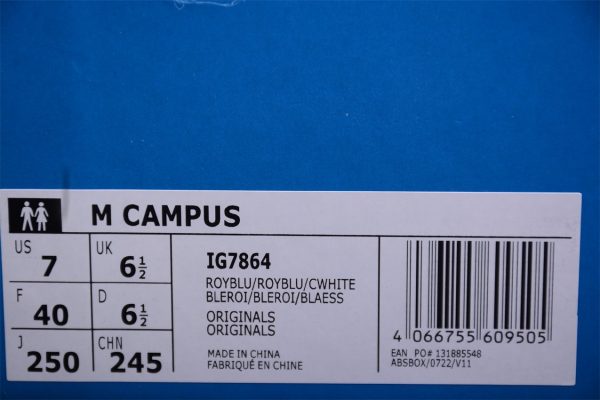 M CAMPUS
US 7 UK 6½
F 40 D 6½
J 250 CHN 245
IG7864
ROYBLU/ROYBLU/CWHITE
BLEROI/BLEROI/BLAESS
ORIGINALS
ORIGINALS
MADE IN CHINA
FABRIQUÉ EN CHINE
4 066755 609505
EAN PO# 131885548
ABSBOX/0722/V11